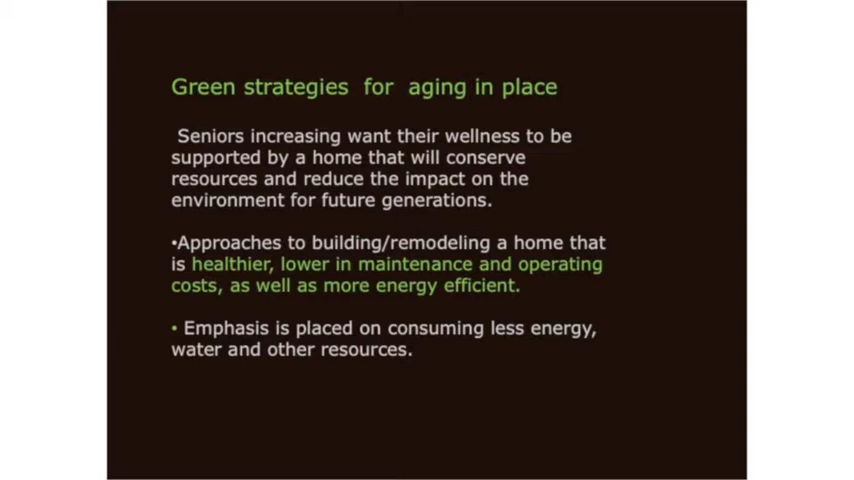 Green strategies for aging in place
Seniors increasing want their wellness to be
supported by a home that will conserve
resources and reduce the impact on the
environment for future generations.
•Approaches to building/remodeling a home that
is healthier, lower in maintenance and operating
costs, as well as more energy efficient.
• Emphasis is placed on consuming less energy,
water and other resources.